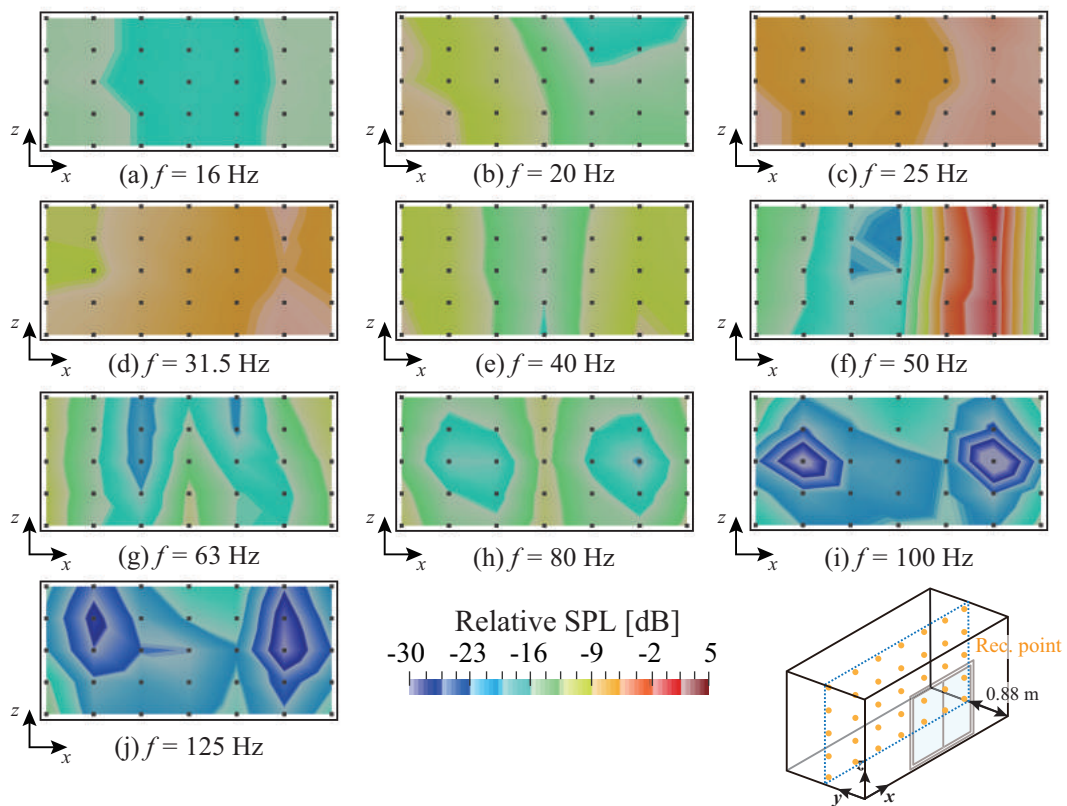 z
x
(a) f = 16 Hz
z
x
(b) f = 20 Hz
z
x
(c) f = 25 Hz
z
x
(d) f = 31.5 Hz
z
x
(e) f = 40 Hz
z
x
(f) f = 50 Hz
z
x
(g) f = 63 Hz
z
x
(h) f = 80 Hz
z
x
(i) f = 100 Hz
z
x
(j) f = 125 Hz
Relative SPL [dB]
-30 -23 -16 -9 -2 5
Rec. point
0.88 m
z
y
x